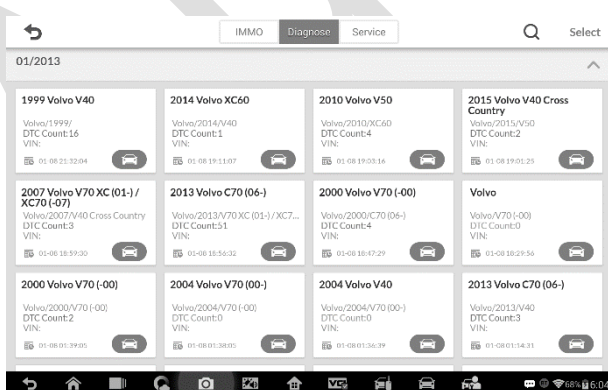 IMMO Diagnose Service Select
01/2013
1999 Volvo V40
Volvo/1999/
DTC Count:16
VIN:
01-08 21:32:04
2014 Volvo XC60
Volvo/2014/V40
DTC Count:1
VIN:
01-08 19:11:07
2010 Volvo V50
Volvo/2010/XC60
DTC Count:4
VIN:
01-08 19:03:16
2015 Volvo V40 Cross
Country
Volvo/2015/V50
DTC Count:2
VIN:
01-08 19:01:25
2007 Volvo V70 XC (01-) /
XC70 (-07)
Volvo/2007/V40 Cross Country
DTC Count:3
VIN:
01-08 18:59:30
2013 Volvo C70 (06-)
Volvo/2013/V70 XC (01-) / XC7...
DTC Count:51
VIN:
01-08 18:56:32
2000 Volvo V70 (-00)
Volvo/2000/C70 (06-)
DTC Count:4
VIN:
01-08 18:47:29
Volvo
Volvo/V70 (-00)
DTC Count:0
VIN:
01-08 18:29:56
2000 Volvo V70 (-00)
Volvo/2000/V70 (-00)
DTC Count:2
VIN:
01-08 01:39:05
2004 Volvo V70 (00-)
Volvo/2004/V70 (-00)
DTC Count:0
VIN:
01-08 01:38:05
2004 Volvo V40
Volvo/2004/V70 (00-)
DTC Count:0
VIN:
01-08 01:36:39
2013 Volvo C70 (06-)
Volvo/2013/V40
DTC Count:3
VIN:
01-08 01:14:31
68% 6:04